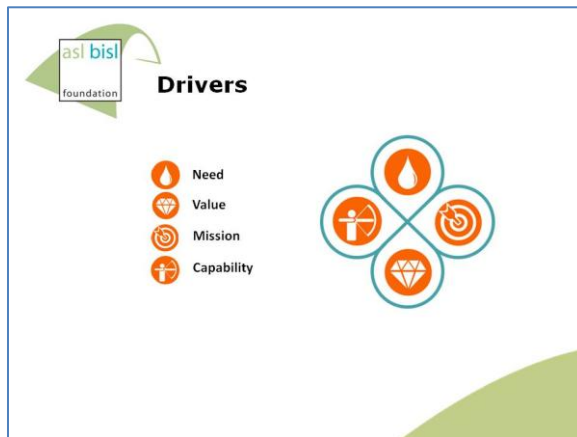 asl bisl
foundation
Drivers
Need
Value
Mission
Capability